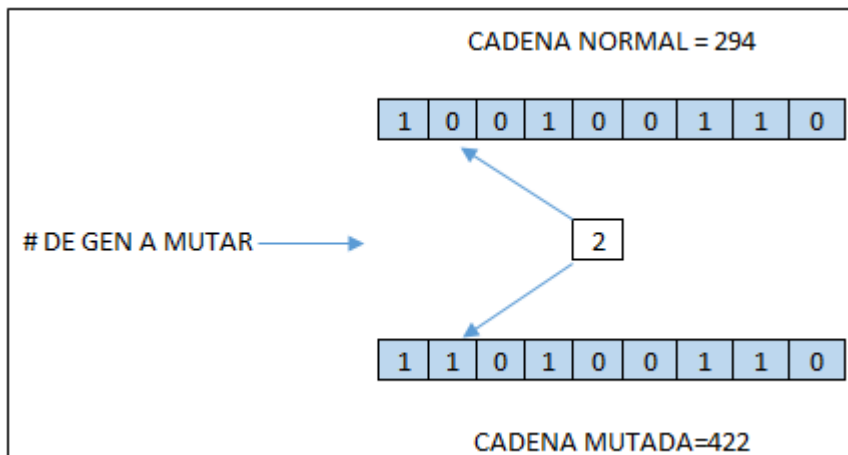 CADENA NORMAL = 294
1 0 0 1 0 0 1 1 0
# DE GEN A MUTAR 2
1 1 0 1 0 0 1 1 0
CADENA MUTADA=422